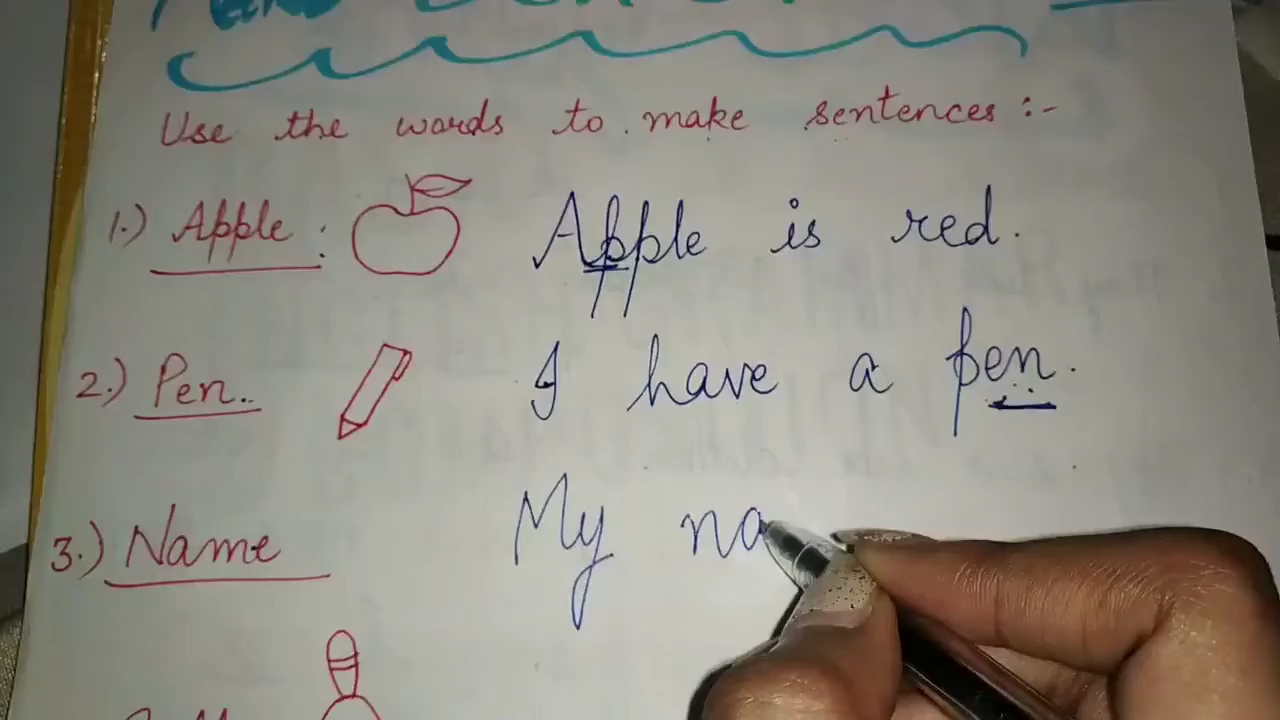 Use the words to make sentences :-
1.) Apple : Apple is red.
2.) Pen. I have a pen.
3.) Name My na